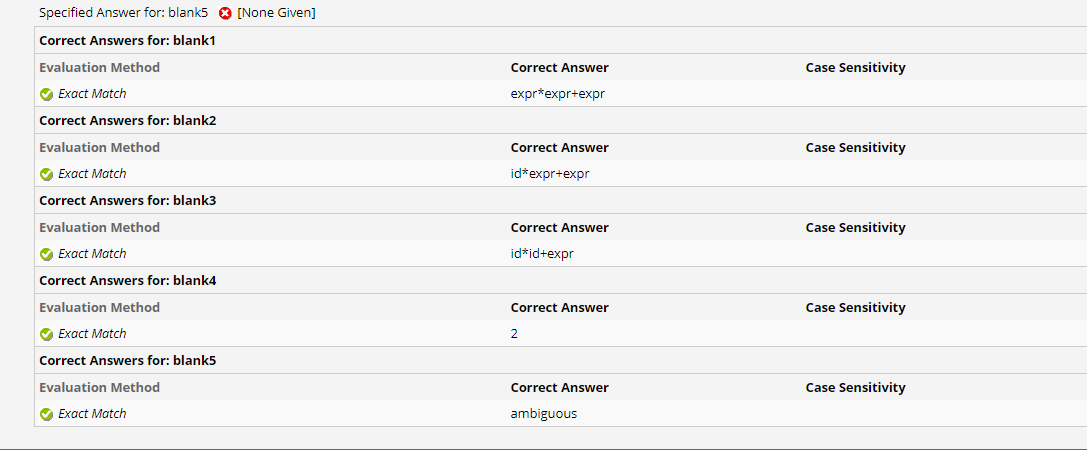 Specified Answer for: blank5 [None Given]
Correct Answers for: blank1
Evaluation Method Correct Answer Case Sensitivity
Exact Match expr*expr+expr
Correct Answers for: blank2
Evaluation Method Correct Answer Case Sensitivity
Exact Match id*expr+expr
Correct Answers for: blank3
Evaluation Method Correct Answer Case Sensitivity
Exact Match id*id+expr
Correct Answers for: blank4
Evaluation Method Correct Answer Case Sensitivity
Exact Match 2
Correct Answers for: blank5
Evaluation Method Correct Answer Case Sensitivity
Exact Match ambiguous